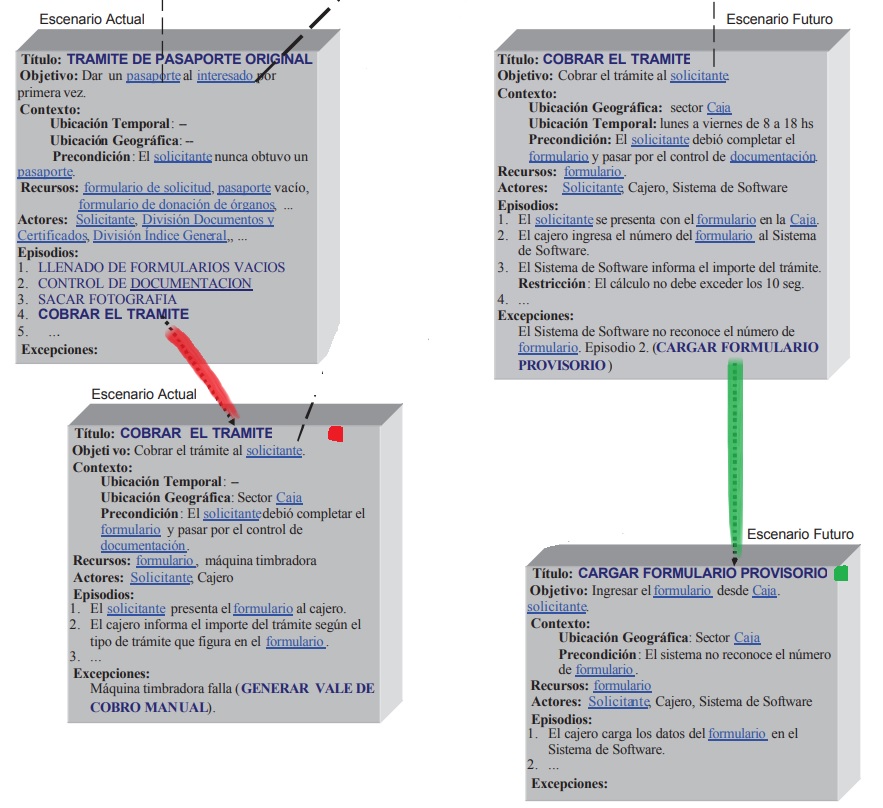 Escenario Actual
Título: TRAMITE DE PASAPORTE ORIGINAL
Objetivo: Dar un pasaporte al interesado por
primera vez.
Contexto:
Ubicación Temporal: –
Ubicación Geográfica: –
Precondición: El solicitante nunca obtuvo un
pasaporte.
Recursos: formulario de solicitud, pasaporte vacío,
formulario de donación de órganos, ...
Actores: Solicitante, División Documentos y
Certificados, División Índice General,, ...
Episodios:
1. LLENADO DE FORMULARIOS VACIOS
2. CONTROL DE DOCUMENTACION
3. SACAR FOTOGRAFIA
4. COBRAR EL TRAMITE
5. ...
Excepciones:
Escenario Actual
Título: COBRAR EL TRAMITE
Objeti vo: Cobrar el trámite al solicitante.
Contexto:
Ubicación Temporal: –
Ubicación Geográfica: Sector Caja
Precondición: El solicitante debió completar el
formulario y pasar por el control de
documentación.
Recursos: formulario, máquina timbradora
Actores: Solicitante, Cajero
Episodios:
1. El solicitante presenta el formulario al cajero.
2. El cajero informa el importe del trámite según el
tipo de trámite que figura en el formulario.
3. ...
Excepciones:
Máquina timbradora falla (GENERAR VALE DE
COBRO MANUAL).
Escenario Futuro
Título: COBRAR EL TRAMITE
Objetivo: Cobrar el trámite al solicitante.
Contexto:
Ubicación Geográfica: sector Caja
Ubicación Temporal: lunes a viernes de 8 a 18 hs
Precondición: El solicitante debió completar el
formulario y pasar por el control de documentación.
Recursos: formulario.
Actores: Solicitante, Cajero, Sistema de Software
Episodios:
1. El solicitante se presenta con el formulario en la Caja.
2. El cajero ingresa el número del formulario al Sistema
de Software.
3. El Sistema de Software informa el importe del trámite.
Restricción: El cálculo no debe exceder los 10 seg.
4. ...
Excepciones:
El Sistema de Software no reconoce el número de
formulario. Episodio 2. (CARGAR FORMULARIO
PROVISORIO)
Escenario Futuro
Título: CARGAR FORMULARIO PROVISORIO
Objetivo: Ingresar el formulario desde Caja.
solicitante.
Contexto:
Ubicación Geográfica: Sector Caja
Precondición: El sistema no reconoce el número
de formulario.
Recursos: formulario
Actores: Solicitante, Cajero, Sistema de Software
Episodios:
1. El cajero carga los datos del formulario en el
Sistema de Software.
2. ...
Excepciones: